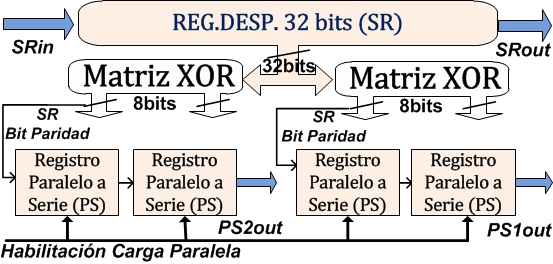 REG.DESP. 32 bits (SR)
SRin
SRout
32bits
Matriz XOR
Matriz XOR
SR
8bits
SR
8bits
Bit Paridad
Bit Paridad
Registro
Paralelo a
Serie (PS)
Registro
Paralelo a
Serie (PS)
Registro
Paralelo a
Serie (PS)
Registro
Paralelo a
Serie (PS)
PS2out
PS1out
Habilitación Carga Paralela